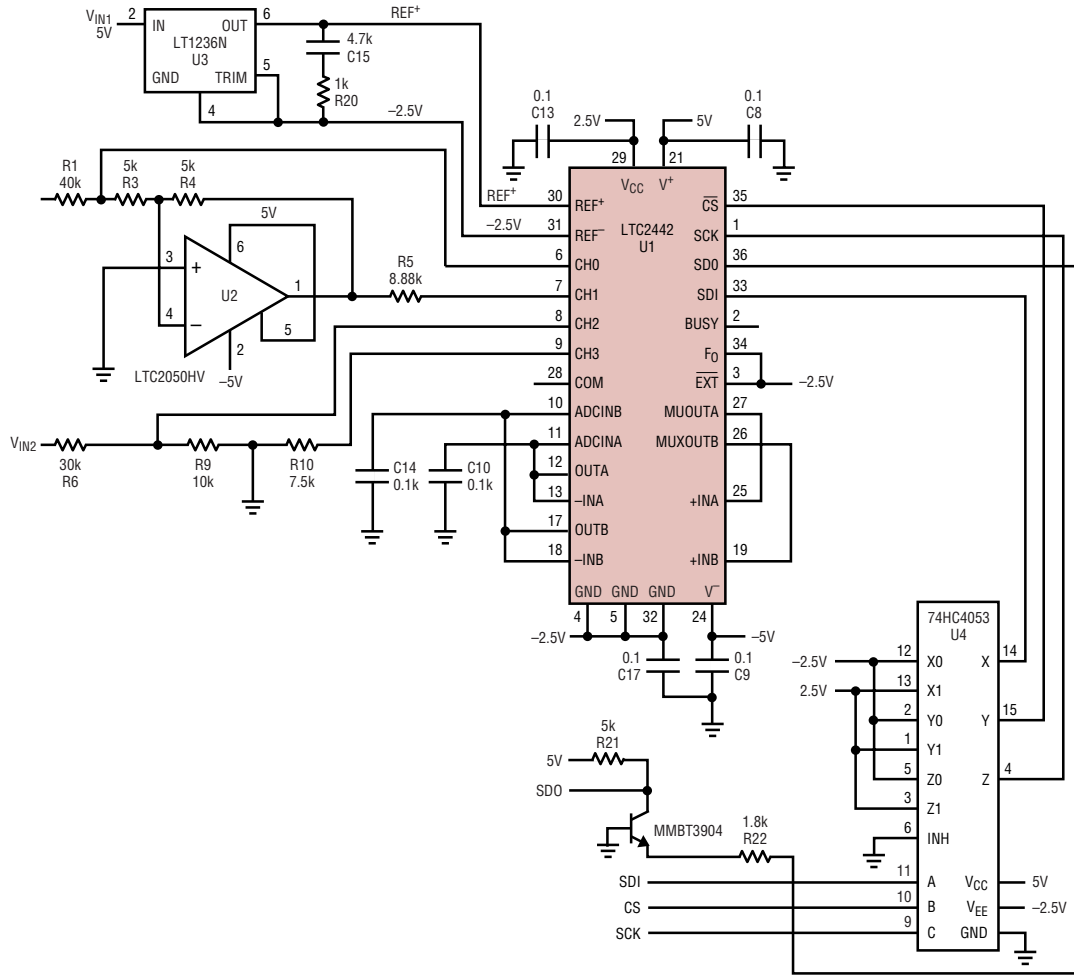 VIN1
5V
2
IN
OUT
6
REF+
LT1236N
U3
GND
TRIM
5
4
4.7k
C15
1k
R20
–2.5V
0.1
C13
2.5V
5V
0.1
C8
29
21
VCC
V+
R1
40k
5k
R3
5k
R4
REF+
30
REF+
–2.5V
31
REF–
LTC2442
U1
6
CH0
7
CH1
8
CH2
9
CH3
28
COM
10
ADCINB
11
ADCINA
12
OUTA
13
–INA
17
OUTB
18
–INB
CS
35
SCK
1
SD0
36
SDI
33
BUSY
2
FO
34
EXT
3
–2.5V
MUOUTA
27
MUXOUTB
26
+INA
25
+INB
19
5V
6
3
+
U2
1
4
–
5
2
–5V
LTC2050HV
R5
8.88k
VIN2
30k
R6
R9
10k
R10
7.5k
C14
0.1k
C10
0.1k
GND
GND
GND
V–
4
5
32
24
–2.5V
–5V
0.1
C17
0.1
C9
74HC4053
U4
–2.5V
12
X0
X
14
2.5V
13
X1
2
Y0
Y
15
1
Y1
5
Z0
Z
4
3
Z1
6
INH
5k
R21
5V
SDO
MMBT3904
1.8k
R22
SDI
11
A
VCC
5V
CS
10
B
VEE
–2.5V
SCK
9
C
GND